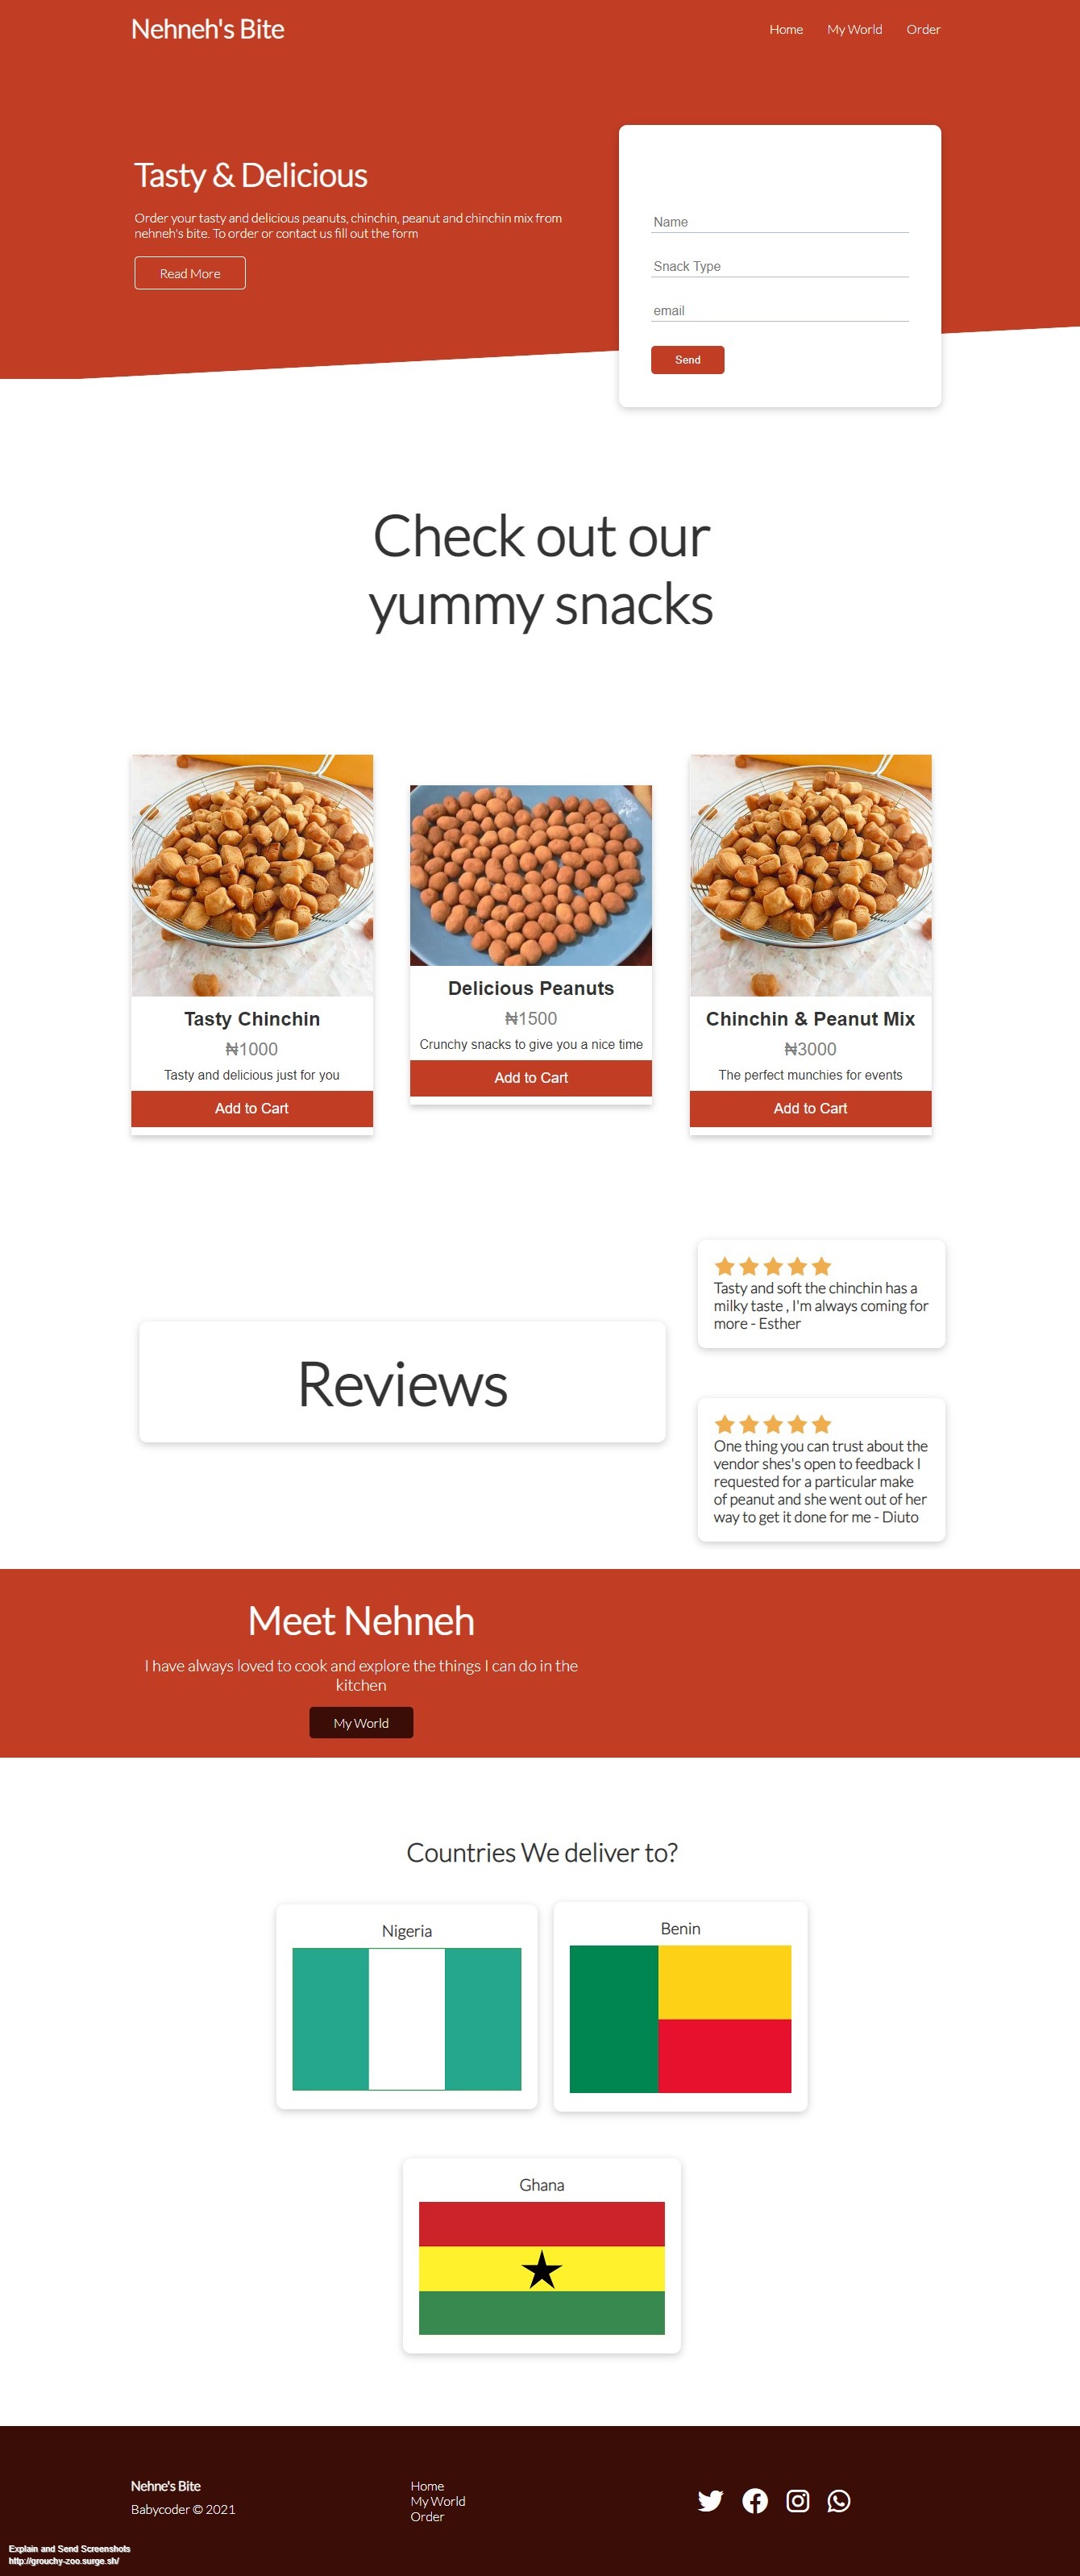 Nehneh's Bite
Home
My World
Order
Tasty & Delicious
Order your tasty and delicious peanuts, chinchin, peanut and chinchin mix from
nehneh's bite. To order or contact us fill out the form
Read More
Name
Snack Type
email
Send
Check out our
yummy snacks
Tasty Chinchin
₦1000
Tasty and delicious just for you
Add to Cart
Delicious Peanuts
₦1500
Crunchy snacks to give you a nice time
Add to Cart
Chinchin & Peanut Mix
₦3000
The perfect munchies for events
Add to Cart
Reviews
Tasty and soft the chinchin has a
milky taste , I'm always coming for
more - Esther
One thing you can trust about the
vendor shes's open to feedback I
requested for a particular make
of peanut and she went out of her
way to get it done for me - Diuto
Meet Nehneh
I have always loved to cook and explore the things I can do in the
kitchen
My World
Countries We deliver to?
Nigeria
Benin
Ghana
Nehne's Bite
Babycoder © 2021
Home
My World
Order
Explain and Send Screenshots
http://grouchy-zoo.surge.sh/